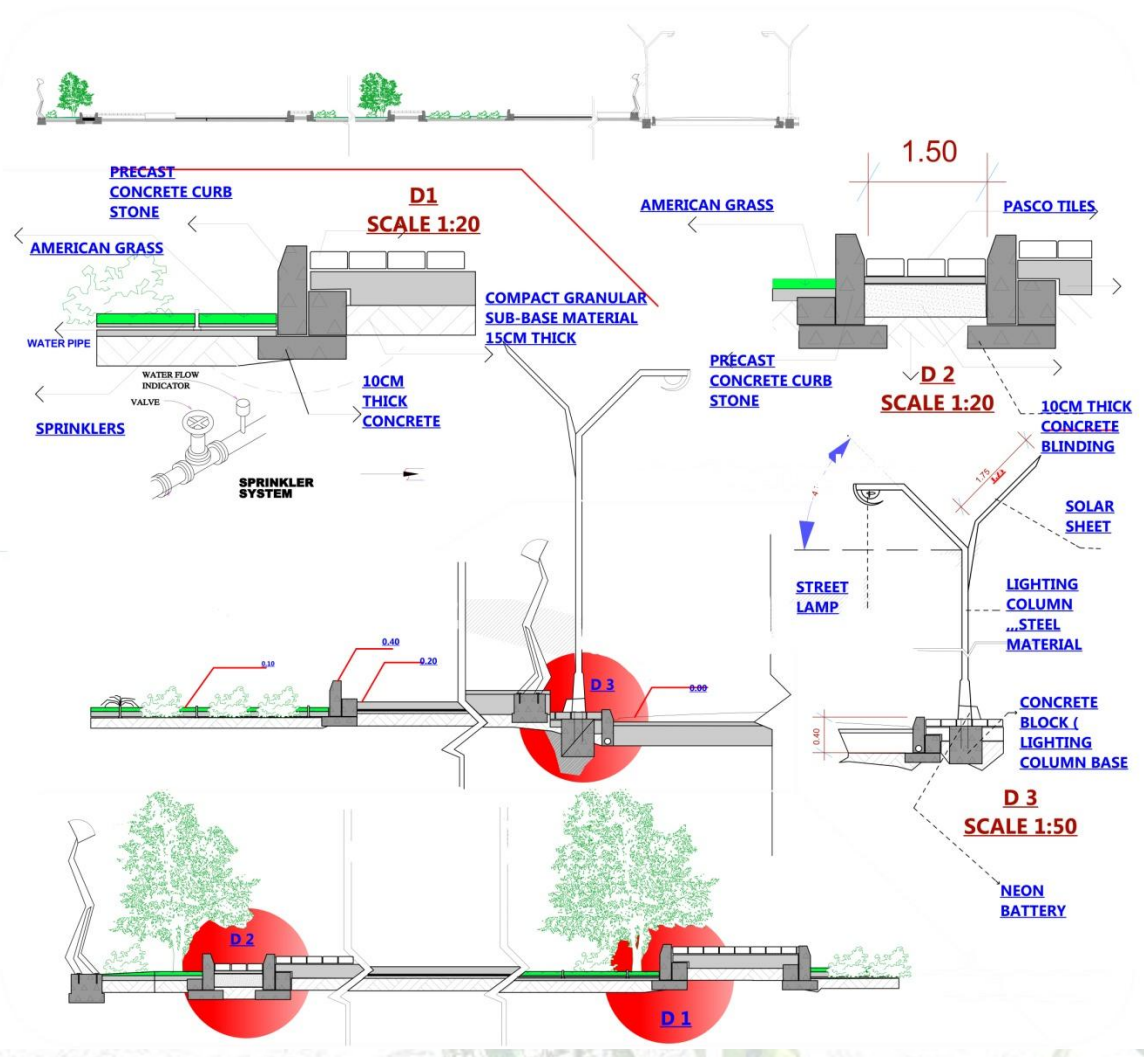 PRECAST
CONCRETE CURB
STONE
D1
SCALE 1:20
AMERICAN GRASS
WATER PIPE
SPRINKLERS
COMPACT GRANULAR
SUB-BASE MATERIAL
15CM THICK
10CM
THICK
CONCRETE
WATER FLOW
INDICATOR
VALVE
SPRINKLER
SYSTEM
1.50
AMERICAN GRASS
PASCO TILES
PRECAST
CONCRETE CURB
STONE
D 2
SCALE 1:20
10CM THICK
CONCRETE
BLINDING
1.75
SOLAR
SHEET
STREET
LAMP
LIGHTING
COLUMN
,,,STEEL
MATERIAL
CONCRETE
BLOCK (
LIGHTING
COLUMN BASE
0.40
D 3
SCALE 1:50
NEON
BATTERY
0.10
0.40
0.20
D 3
0.00
D 2
D 1